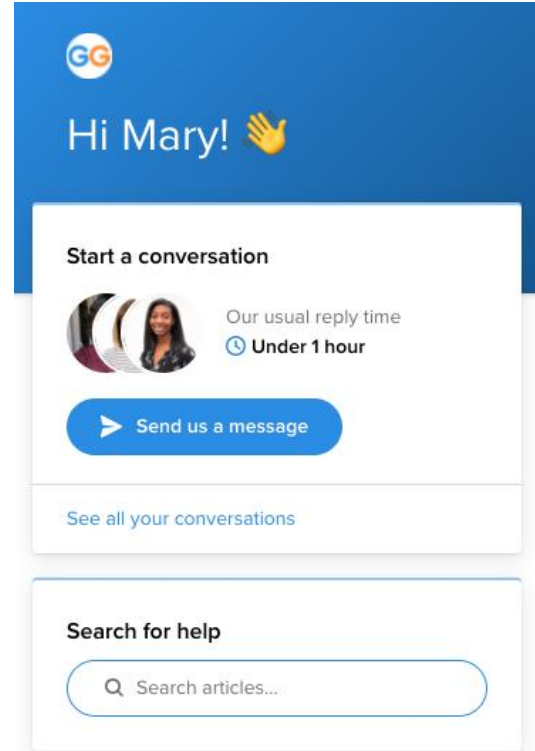 GG
Hi Mary! 👋
Start a conversation
Our usual reply time
Under 1 hour
Send us a message
See all your conversations
Search for help
Search articles...